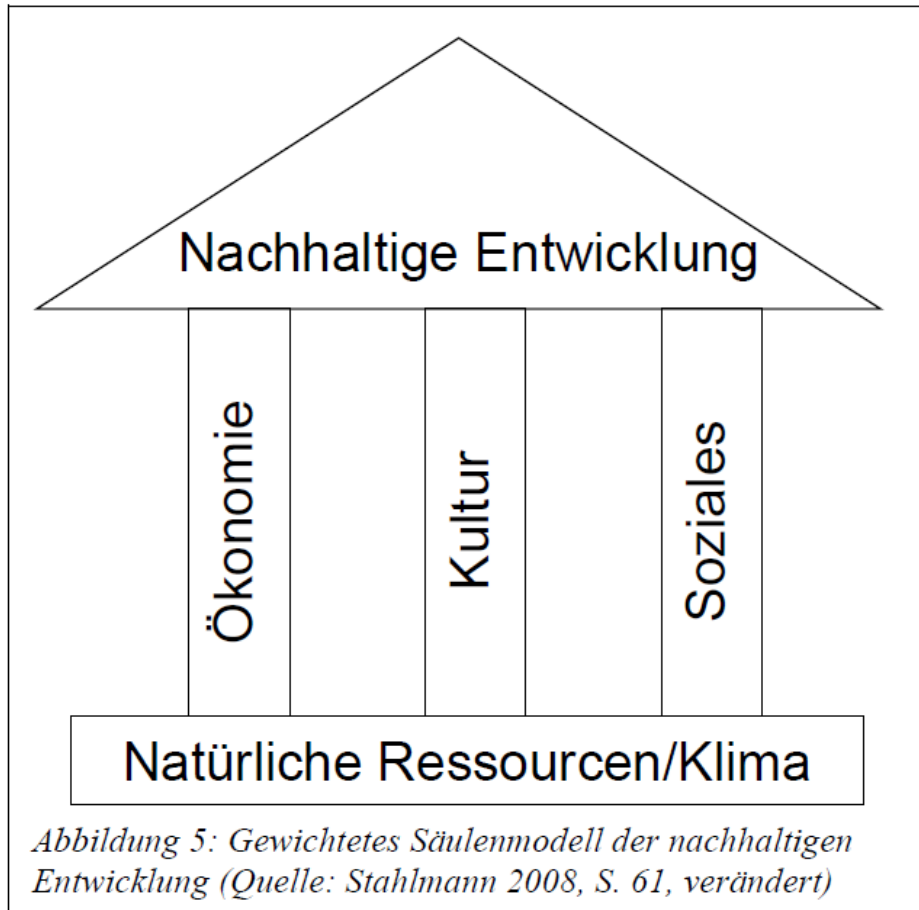 Nachhaltige Entwicklung
Ökonomie
Kultur
Soziales
Natürliche Ressourcen/Klima
Abbildung 5: Gewichtetes Säulenmodell der nachhaltigen
Entwicklung (Quelle: Stahlmann 2008, S. 61, verändert)